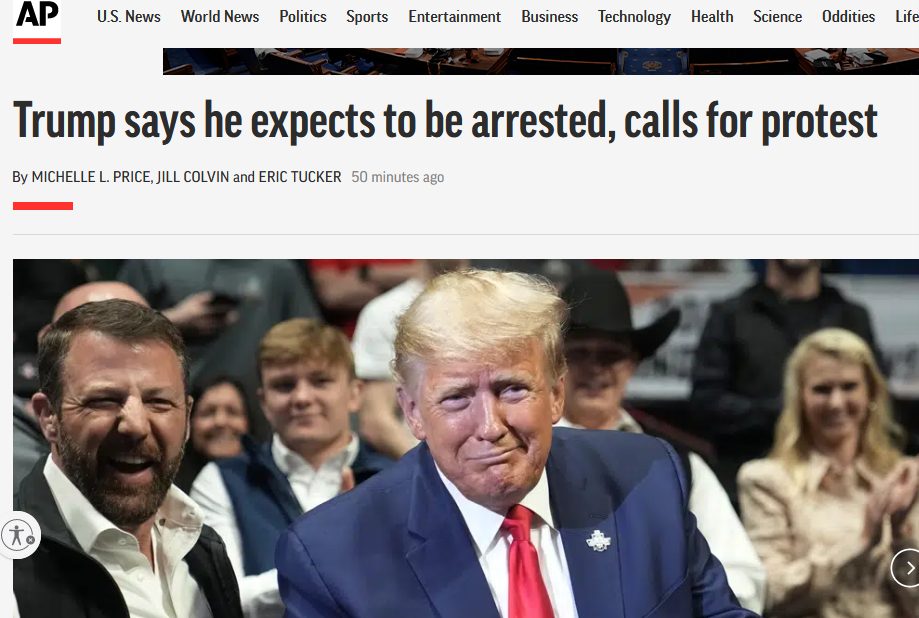 AP
U.S. News World News Politics Sports Entertainment Business Technology Health Science Oddities Life
Trump says he expects to be arrested, calls for protest
By MICHELLE L. PRICE, JILL COLVIN and ERIC TUCKER 50 minutes ago